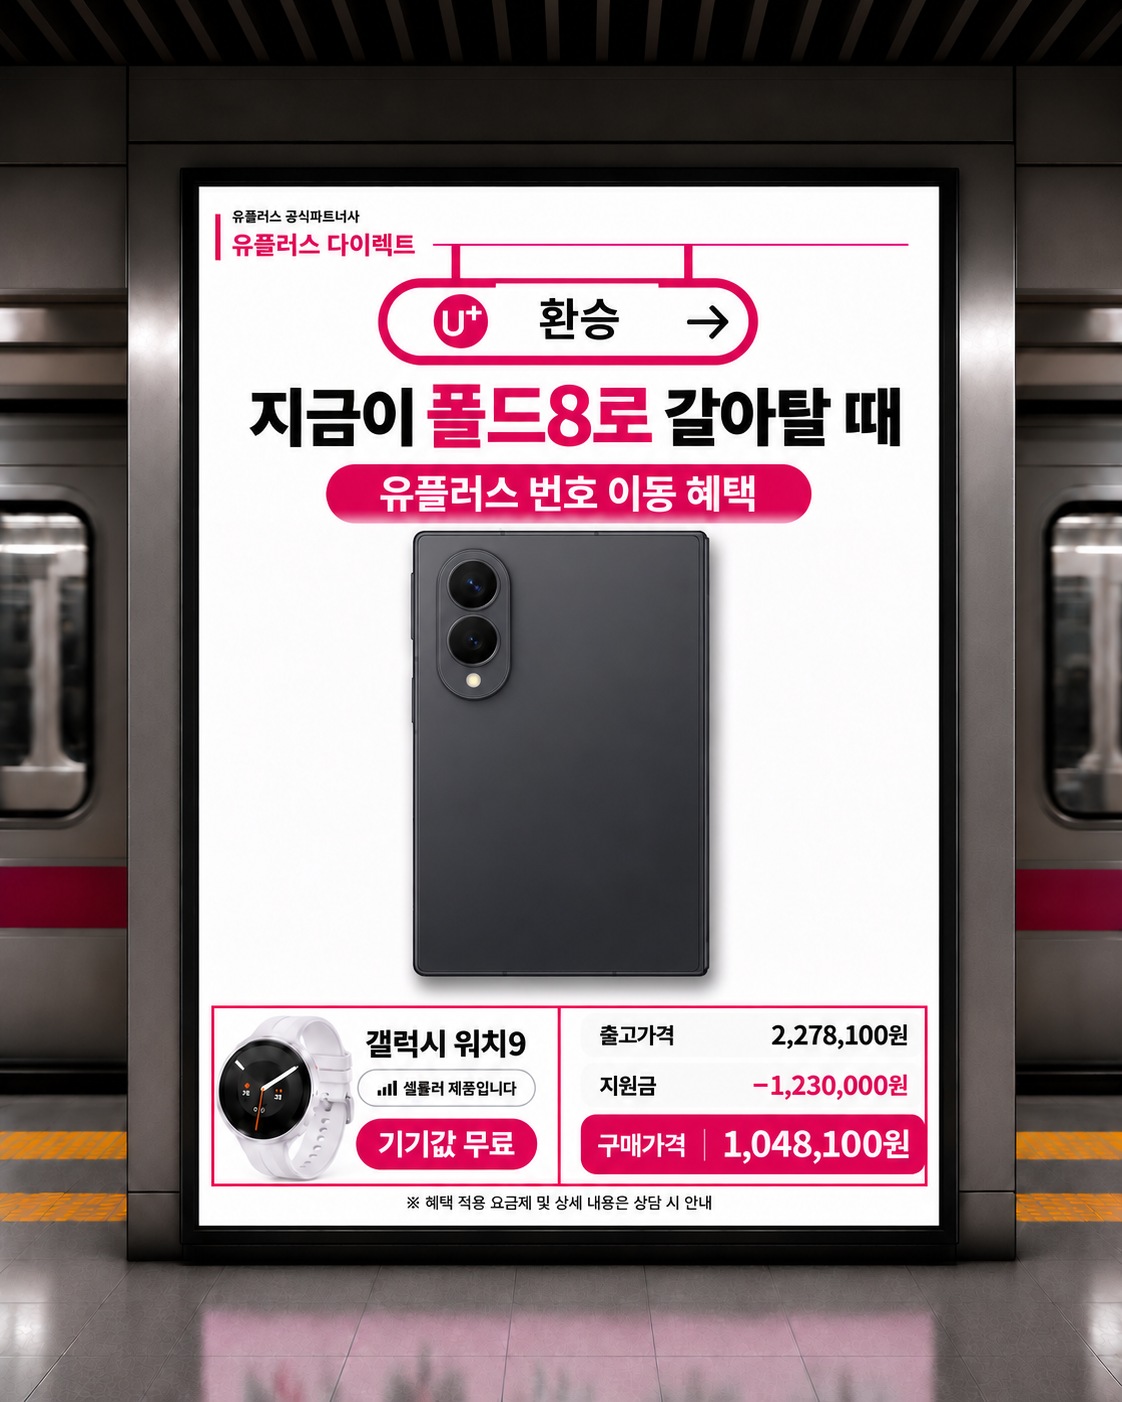 유플러스 공식파트너사
유플러스 다이렉트
U+ 환승 →
지금이 폴드8로 갈아탈 때
유플러스 번호 이동 혜택
갤럭시 워치9
셀룰러 제품입니다
기기값 무료
출고가격 2,278,100원
지원금 -1,230,000원
구매가격 1,048,100원
※ 혜택 적용 요금제 및 상세 내용은 상담 시 안내